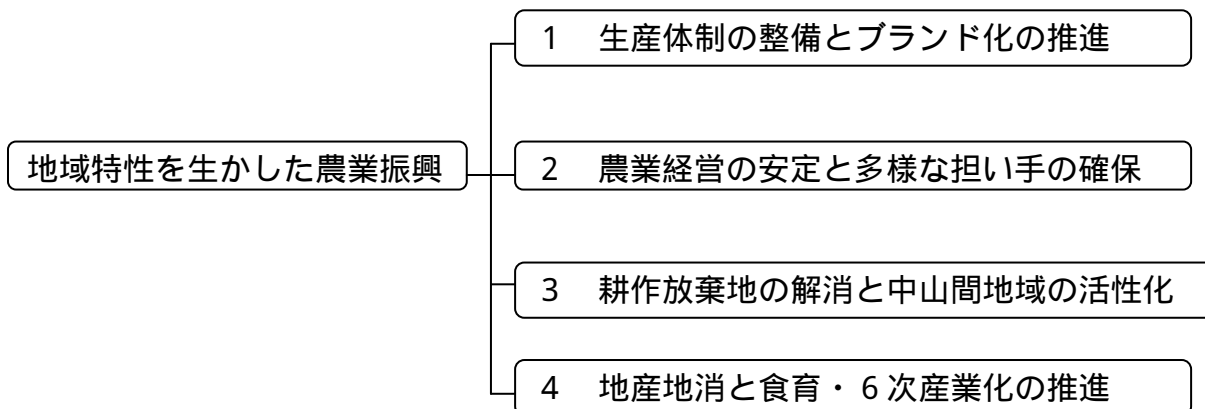 1 生産体制の整備とブランド化の推進
地域特性を生かした農業振興
2 農業経営の安定と多様な担い手の確保
3 耕作放棄地の解消と中山間地域の活性化
4 地産地消と食育・6次産業化の推進